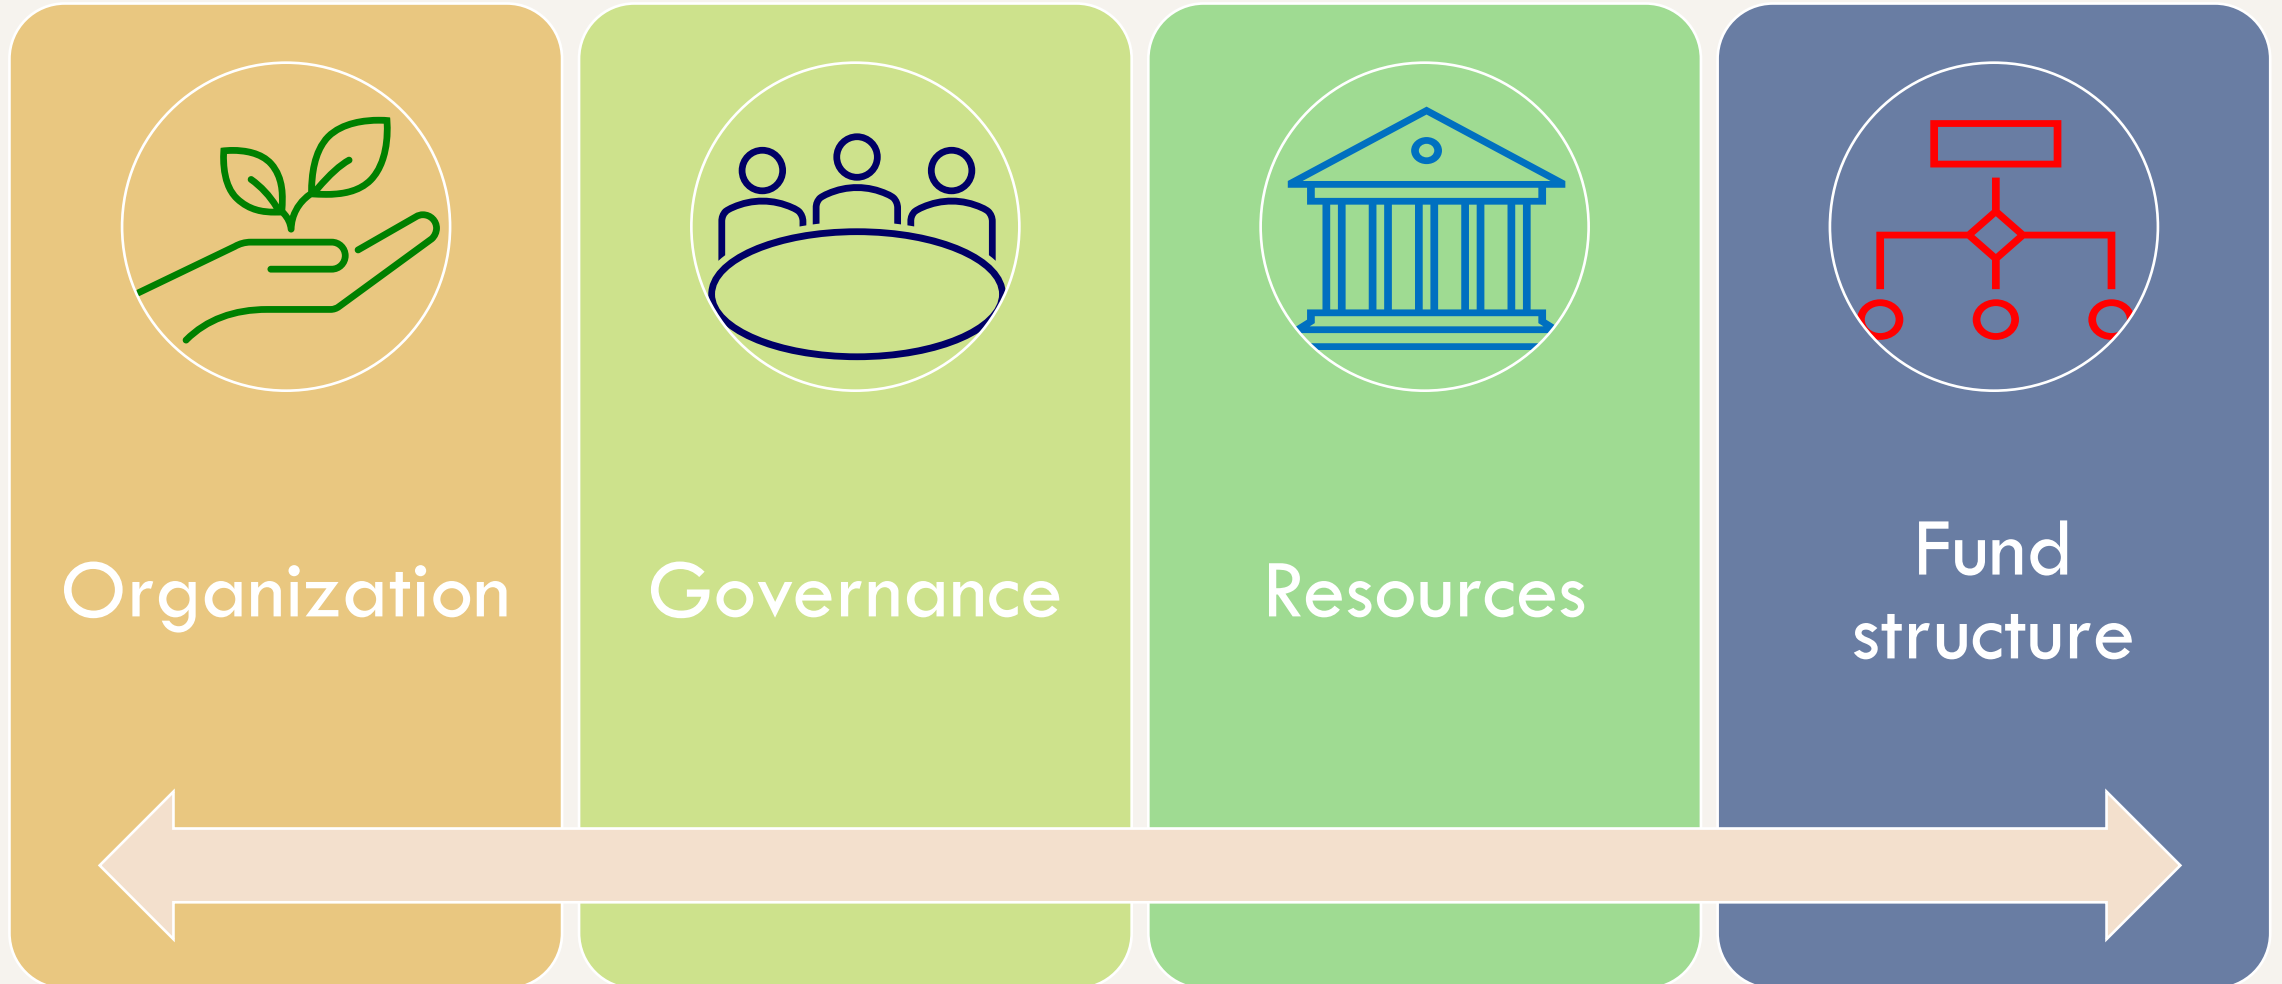 Organization
Governance
Resources
Fund
structure